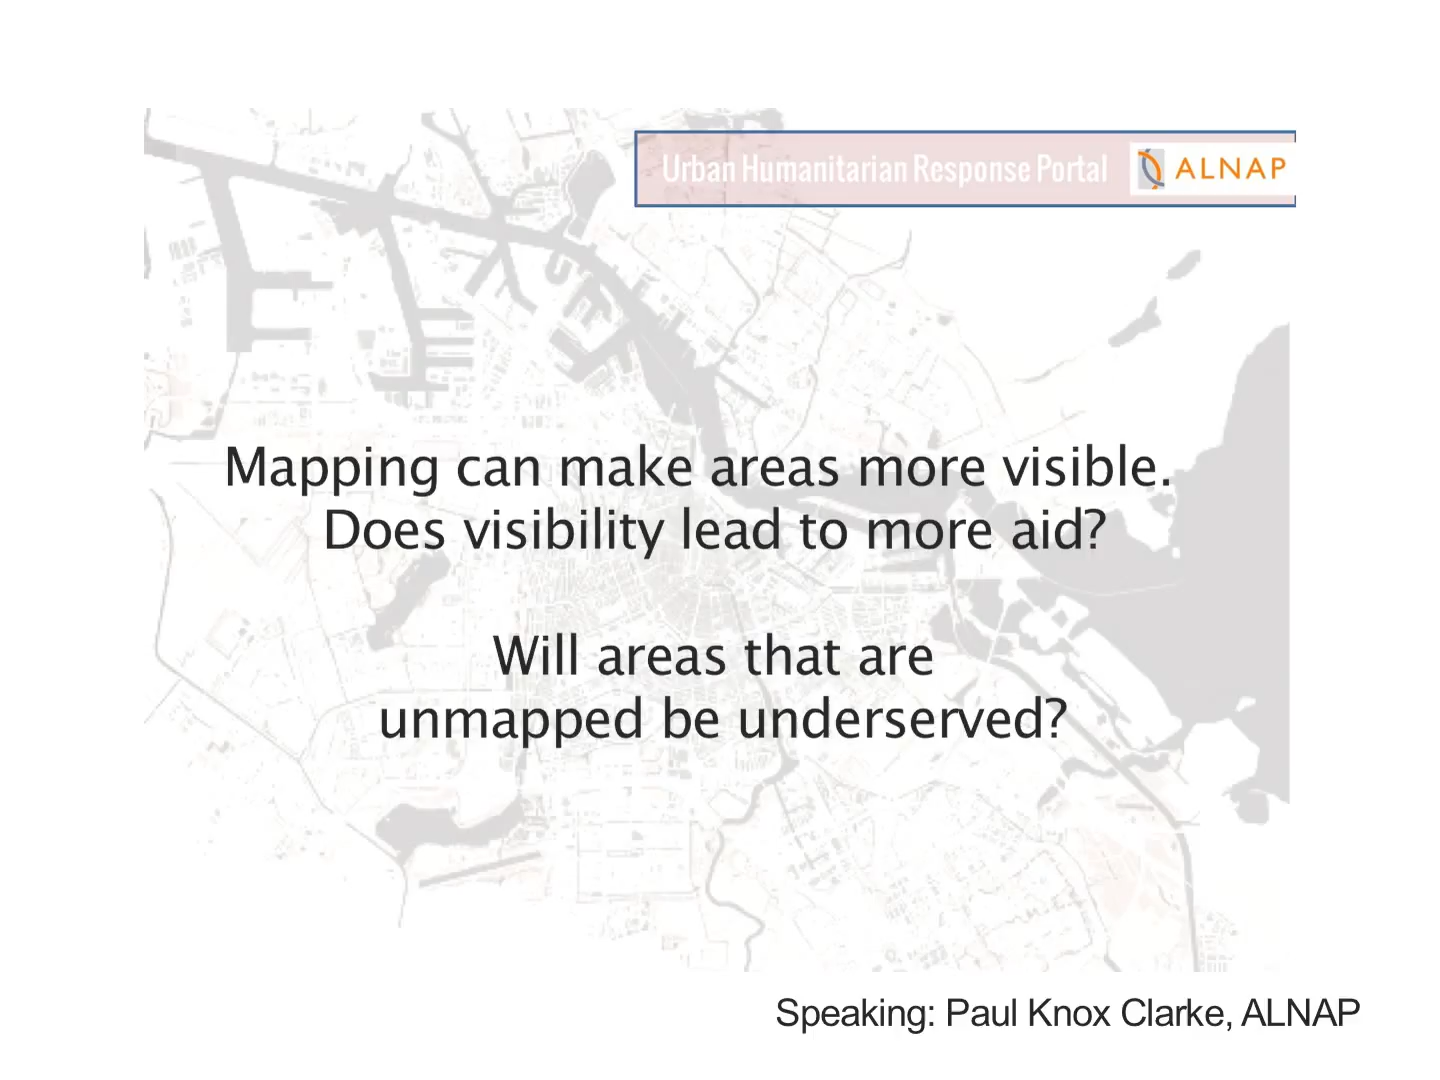 Urban Humanitarian Response Portal
ALNAP
Mapping can make areas more visible.
Does visibility lead to more aid?
Will areas that are
unmapped be underserved?
Speaking: Paul Knox Clarke, ALNAP